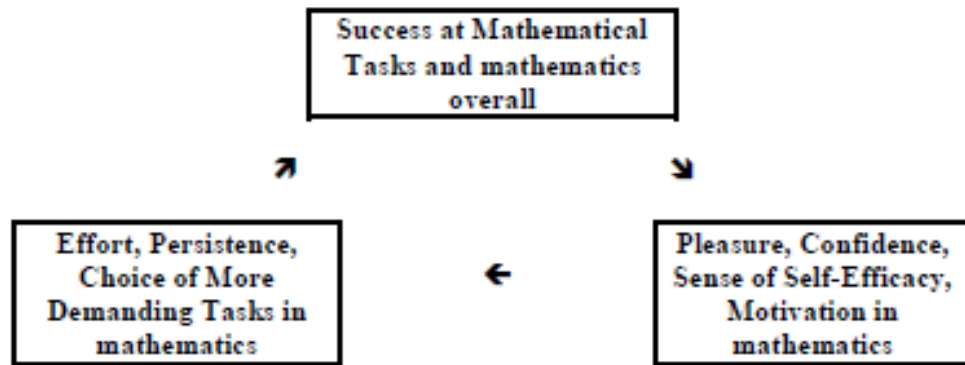 Success at Mathematical
Tasks and mathematics
overall
Effort, Persistence,
Choice of More
Demanding Tasks in
mathematics
Pleasure, Confidence,
Sense of Self-Efficacy,
Motivation in
mathematics